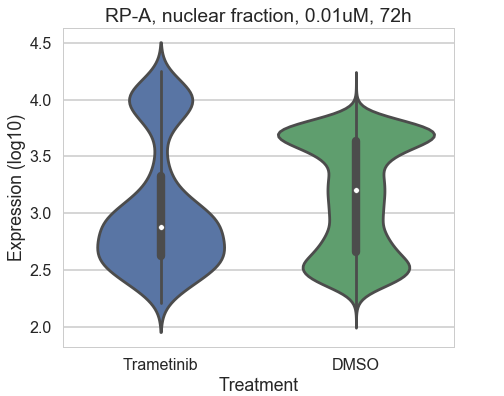 RP-A, nuclear fraction, 0.01uM, 72h
4.5
4.0
3.5
3.0
2.5
2.0
Expression (log10)
Trametinib DMSO
Treatment